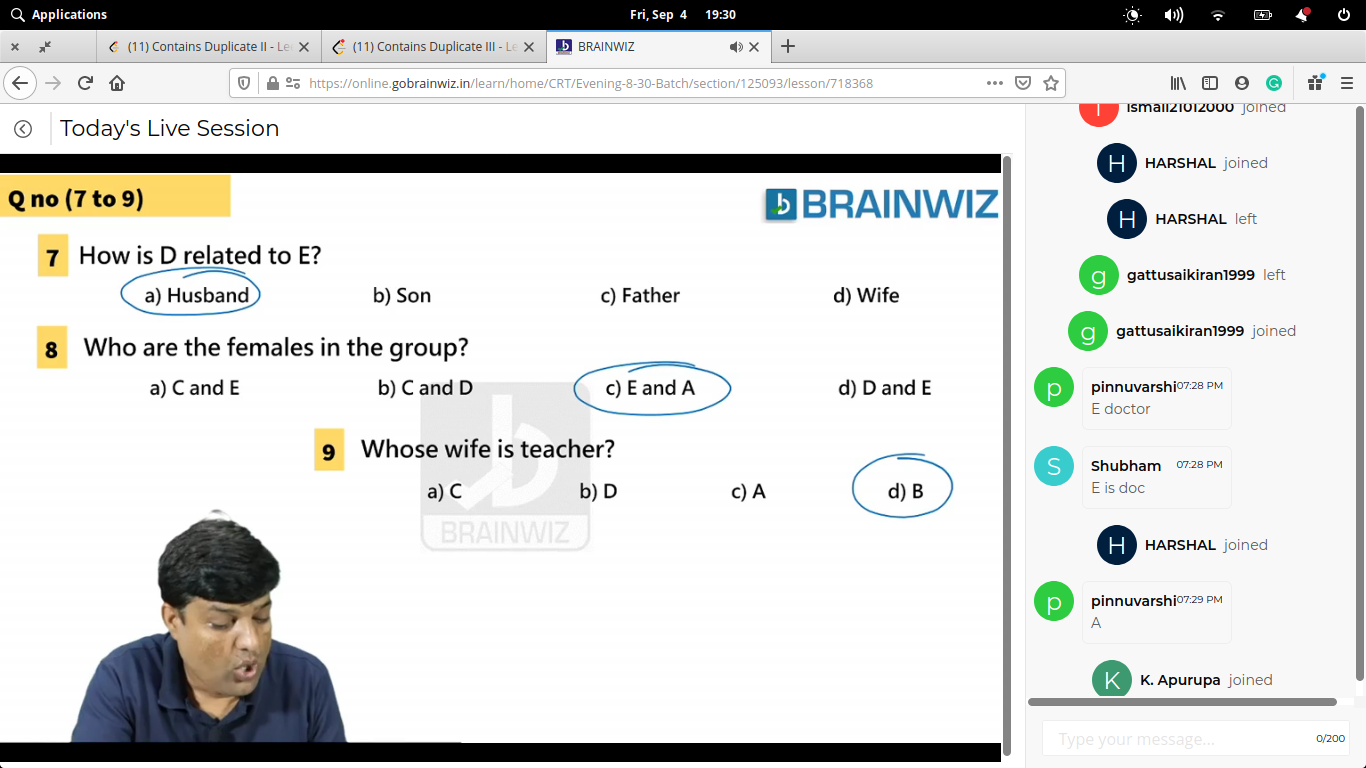 Applications
Fri, Sep 4 19:30
(11) Contains Duplicate II - Le
(11) Contains Duplicate III - Le
BRAINWIZ
https://online.gobrainwiz.in/learn/home/CRT/Evening-8-30-Batch/section/125093/lesson/718368
Today's Live Session
Q no (7 to 9)
BRAINWIZ
7 How is D related to E?
a) Husband b) Son c) Father d) Wife
8 Who are the females in the group?
a) C and E b) C and D c) E and A d) D and E
9 Whose wife is teacher?
a) C b) D c) A d) B
BRAINWIZ
ismail21012000 joined
H HARSHAL joined
H HARSHAL left
g gattusaikiran1999 left
g gattusaikiran1999 joined
p pinnuvarshi 07:28 PM
E doctor
S Shubham 07:28 PM
E is doc
H HARSHAL joined
p pinnuvarshi 07:29 PM
A
K K. Apurupa joined
Type your message... 0/200